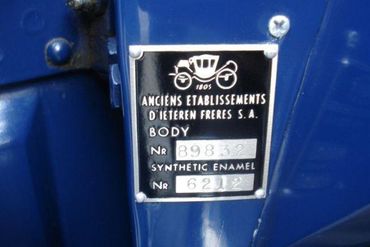 1805
ANCIENS ETABLISSEMENTS
D'IETEREN FRERES S.A.
BODY
NR 89832
SYNTHETIC ENAMEL
NR 6212